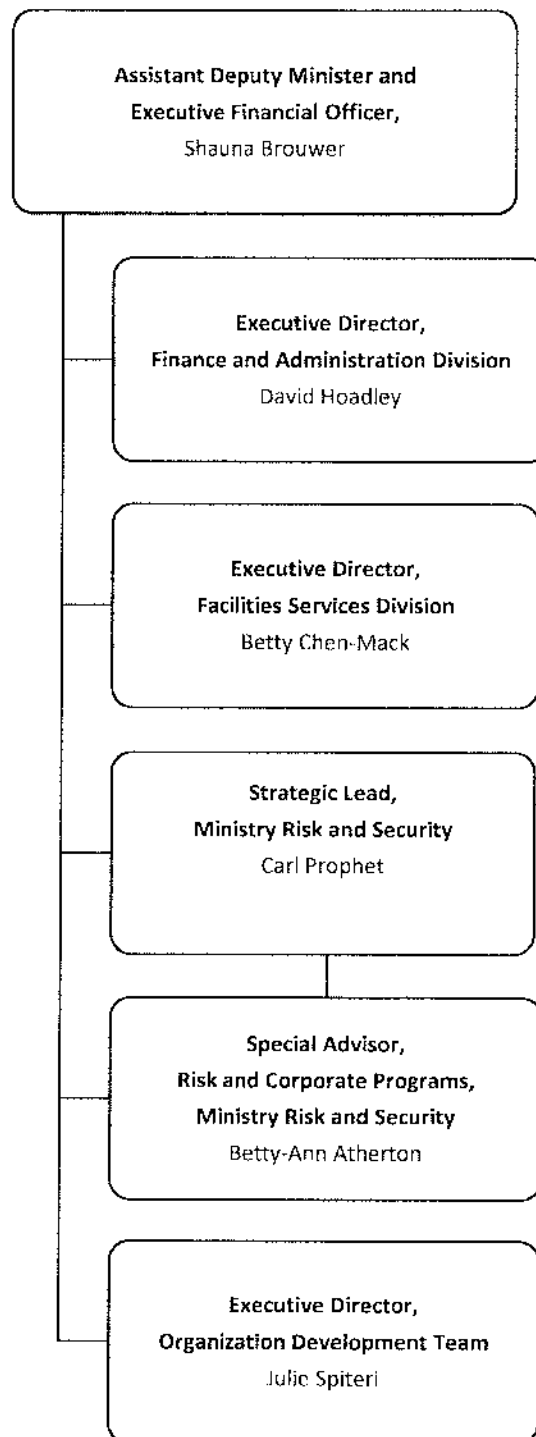 Assistant Deputy Minister and
Executive Financial Officer,
Shauna Brouwer
Executive Director,
Finance and Administration Division
David Hoadley
Executive Director,
Facilities Services Division
Betty Chen-Mack
Strategic Lead,
Ministry Risk and Security
Carl Prophet
Special Advisor,
Risk and Corporate Programs,
Ministry Risk and Security
Betty-Ann Atherton
Executive Director,
Organization Development Team
Julie Spiteri